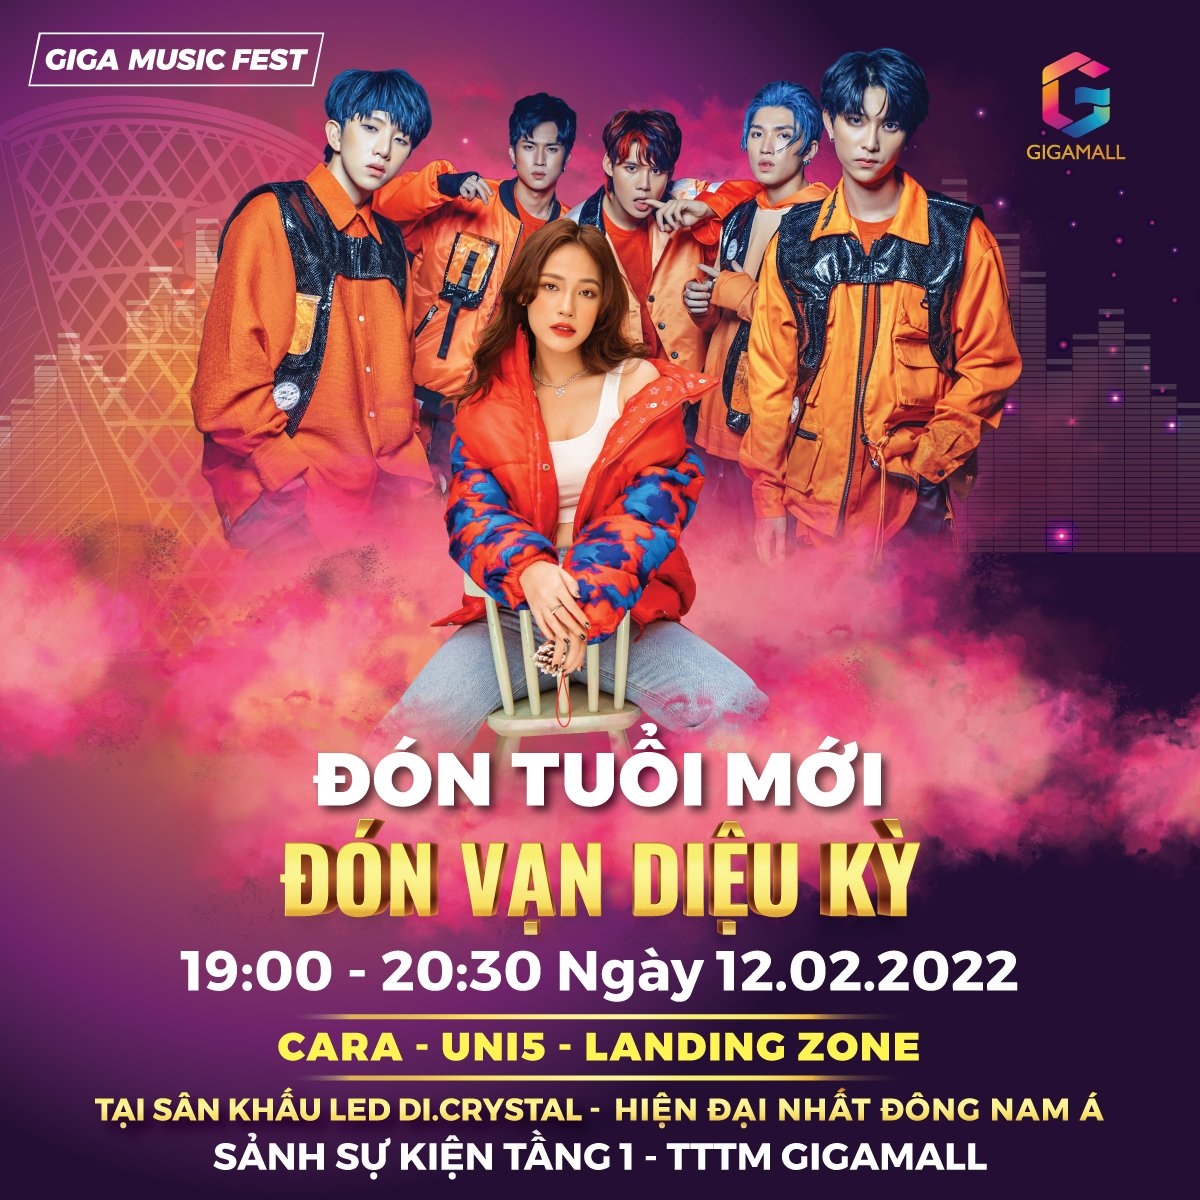 GIGA MUSIC FEST
GIGAMALL
ĐÓN TUỔI MỚI
ĐÓN VẠN DIỆU KỲ
19:00 - 20:30 Ngày 12.02.2022
CARA - UNI5 - LANDING ZONE
TẠI SÂN KHẤU LED DI.CRYSTAL - HIỆN ĐẠI NHẤT ĐÔNG NAM Á
SẢNH SỰ KIỆN TẦNG 1 - TTTM GIGAMALL